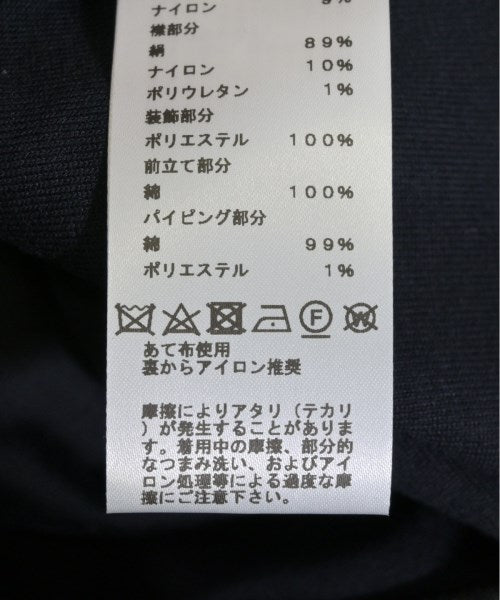 ナイロン 9%
襟部分
絹 89%
ナイロン 10%
ポリウレタン 1%
装飾部分
ポリエステル 100%
前立て部分
綿 100%
パイピング部分
綿 99%
ポリエステル 1%
F W
あて布使用
裏からアイロン推奨
摩擦によりアタリ（テカリ
）が発生することがありま
す。着用中の摩擦、部分的
なつまみ洗い、およびアイ
ロン処理等による過度な摩
擦にご注意下さい。